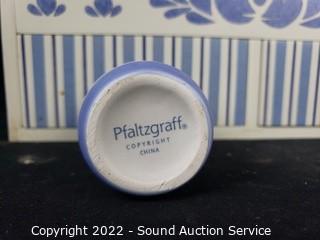 Pfaltzgraff®
COPYRIGHT
CHINA
Copyright 2022 - Sound Auction Service